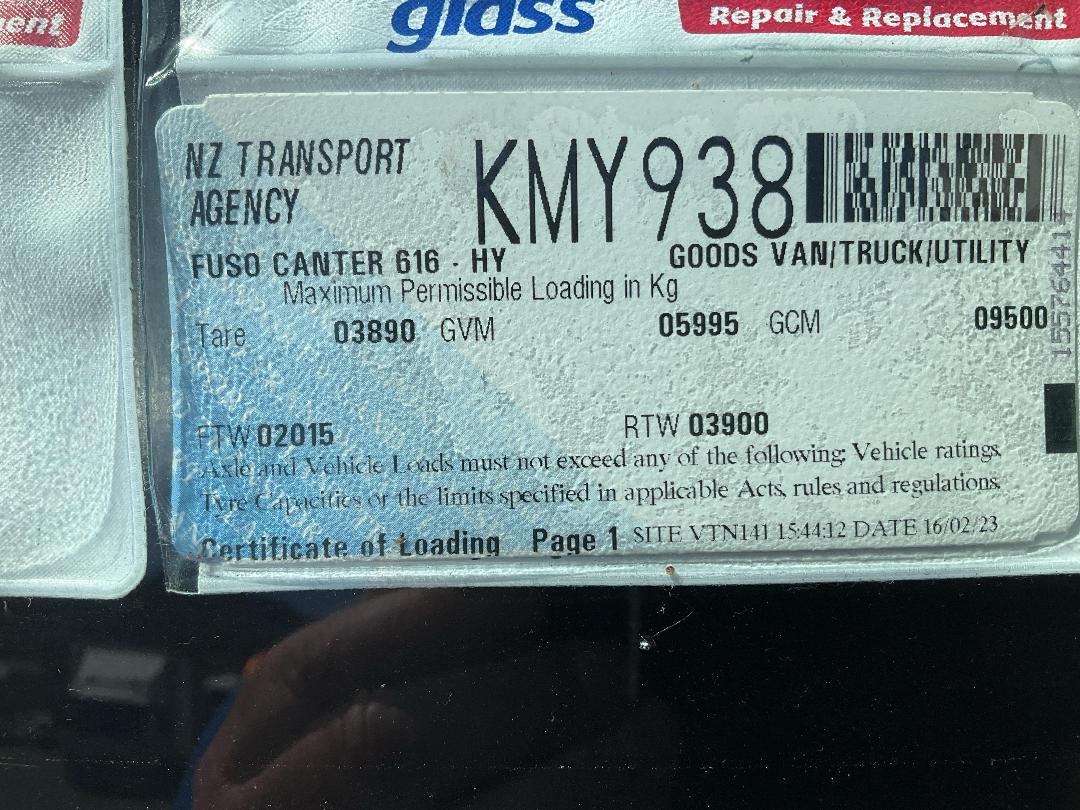 ent
glass
Repair & Replacement
NZ TRANSPORT
AGENCY
KMY938
FUSO CANTER 616 - HY
GOODS VAN/TRUCK/UTILITY
Maximum Permissible Loading in Kg
Tare 03890 GVM 05995 GCM 09500
FTW 02015 RTW 03900
Axle and Vehicle Loads must not exceed any of the following: Vehicle ratings,
Tyre Capacities or the limits specified in applicable Acts, rules and regulations.
Certificate of Loading Page 1 SITE VTN141 15:44:12 DATE 16/02/23